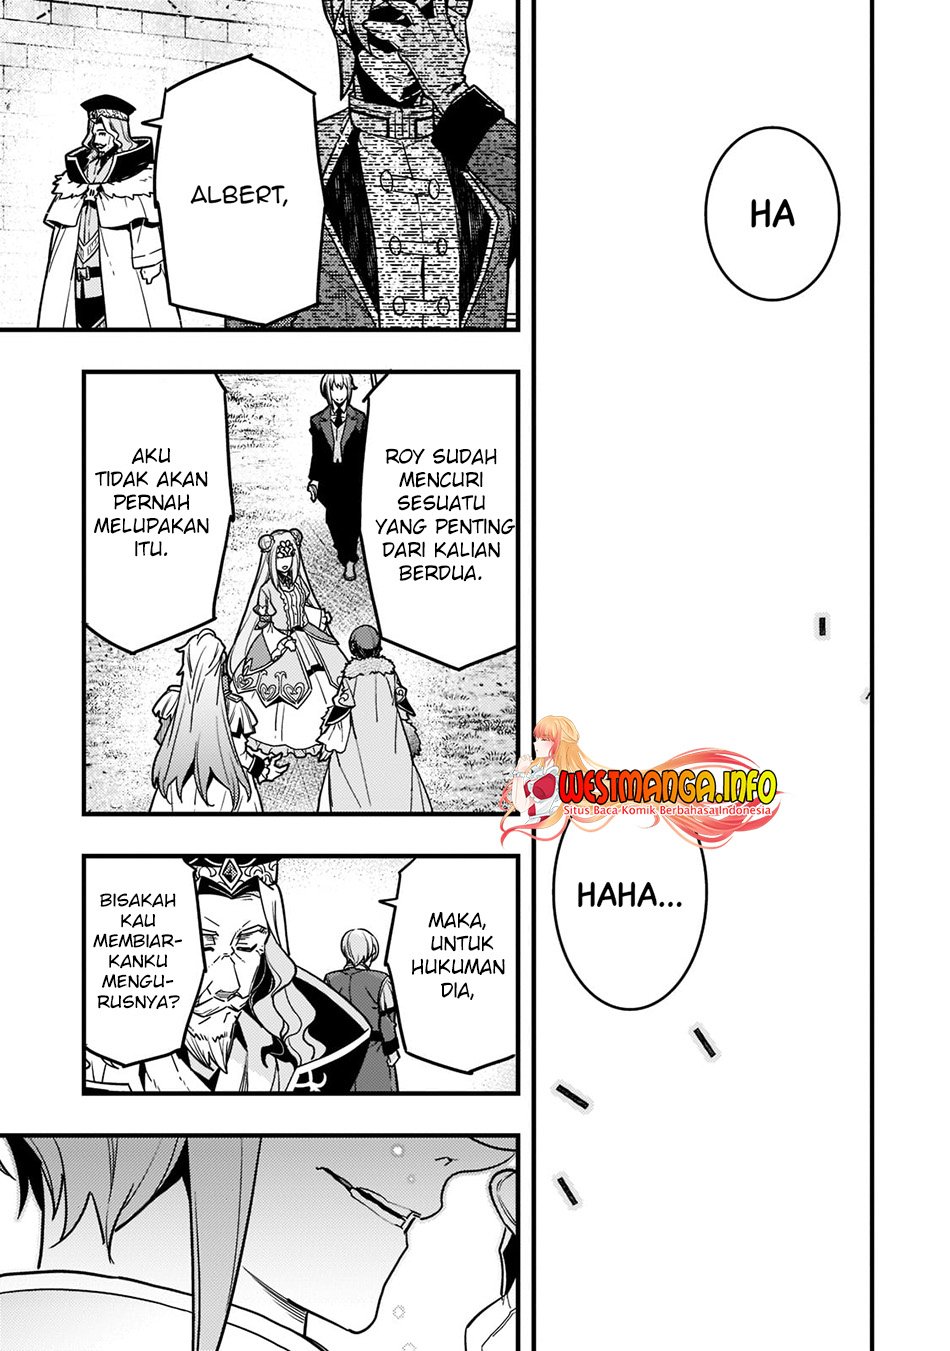 HA
HAHA...
ALBERT,
ROY SUDAH
MENCURI
SESUATU
YANG PENTING
DARI KALIAN
BERDUA.
AKU
TIDAK AKAN
PERNAH
MELUPAKAN
ITU.
MAKA,
UNTUK
HUKUMAN
DIA,
BISAKAH
KAU
MEMBIAR-
KANKU
MENGU-
RUSNYA?
WESTMANGA.INFO
Situs Baca Komik Berbahasa Indonesia